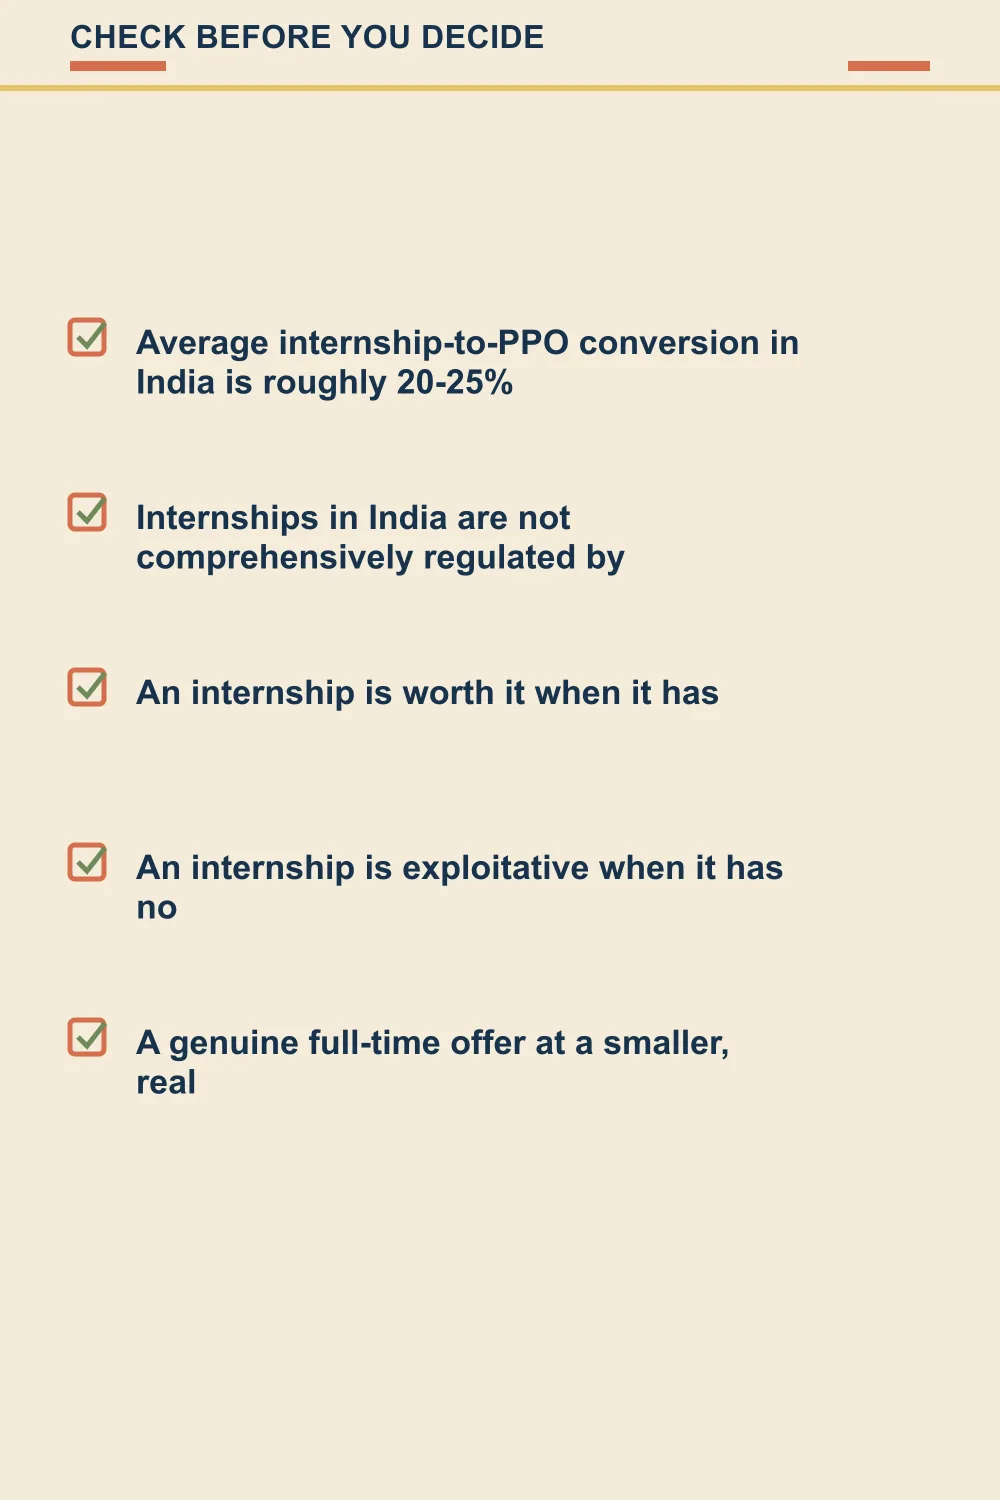 CHECK BEFORE YOU DECIDE
Average internship-to-PPO conversion in
India is roughly 20-25%
Internships in India are not
comprehensively regulated by
An internship is worth it when it has
An internship is exploitative when it has
no
A genuine full-time offer at a smaller,
real